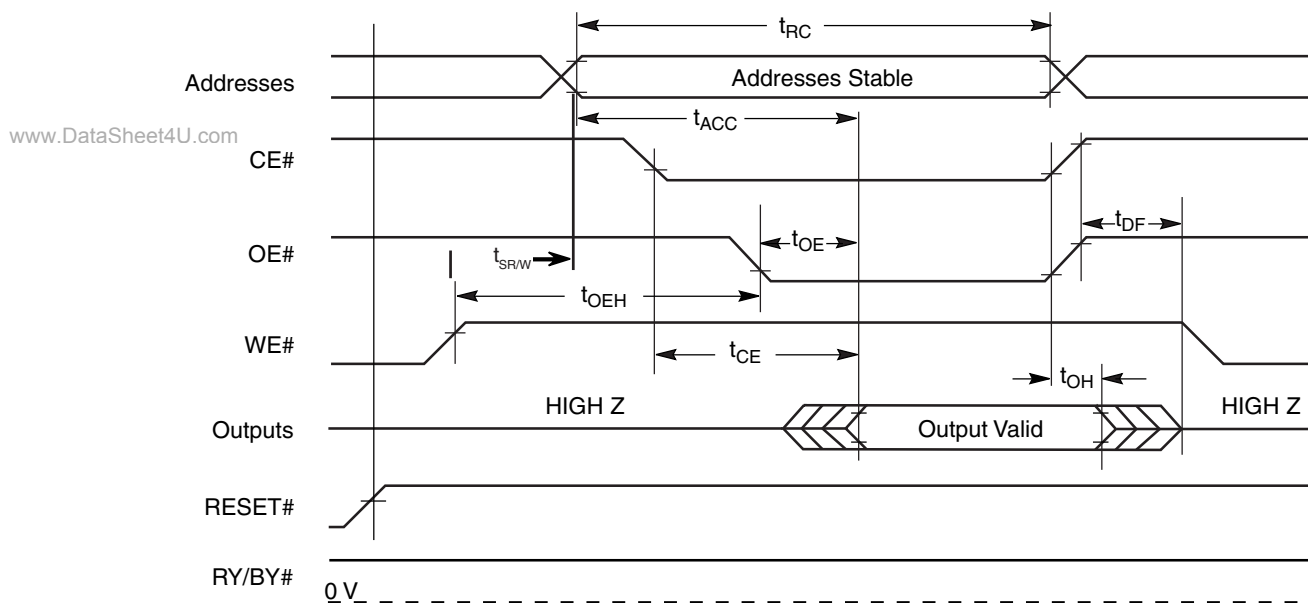 tRC
Addresses
Addresses Stable
www.DataSheet4U.com
tACC
CE#
tDF
OE#
tSR/W
tOE
tOEH
WE#
tCE
tOH
HIGH Z
HIGH Z
Outputs
Output Valid
RESET#
RY/BY#
0 V